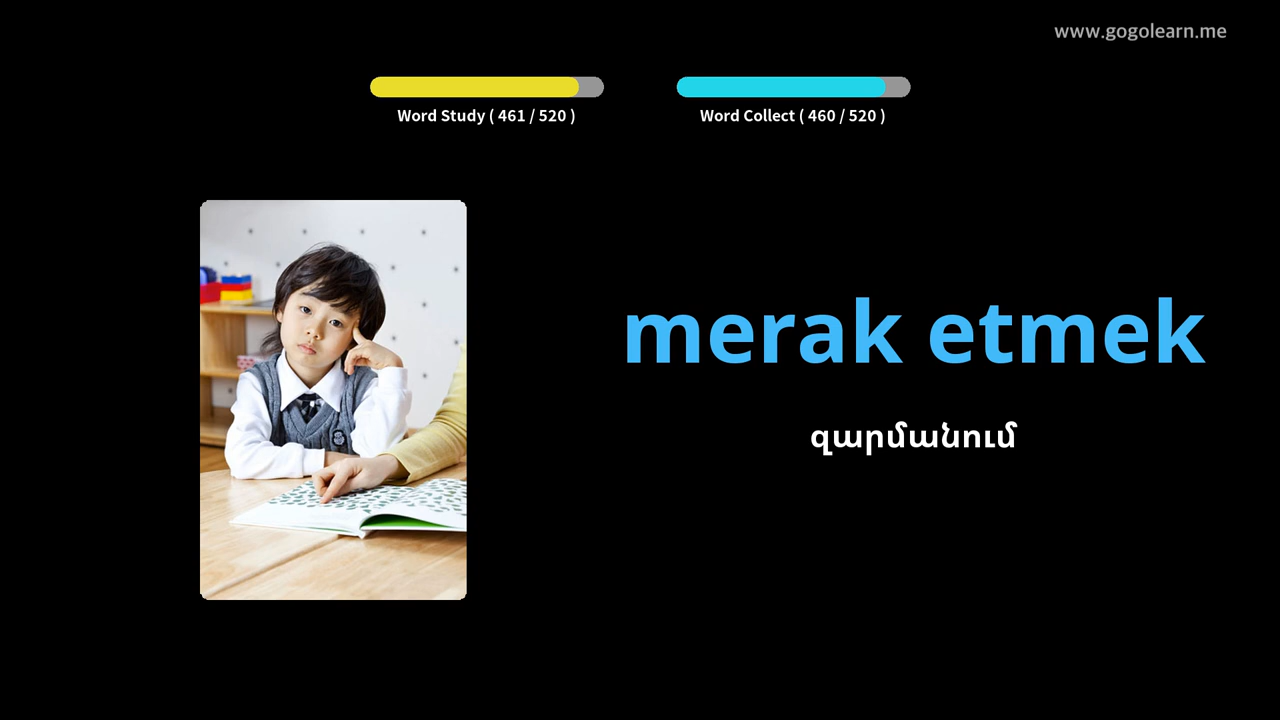 www.gogolearn.me
Word Study ( 461 / 520 )
Word Collect ( 460 / 520 )
merak etmek
զարմանում